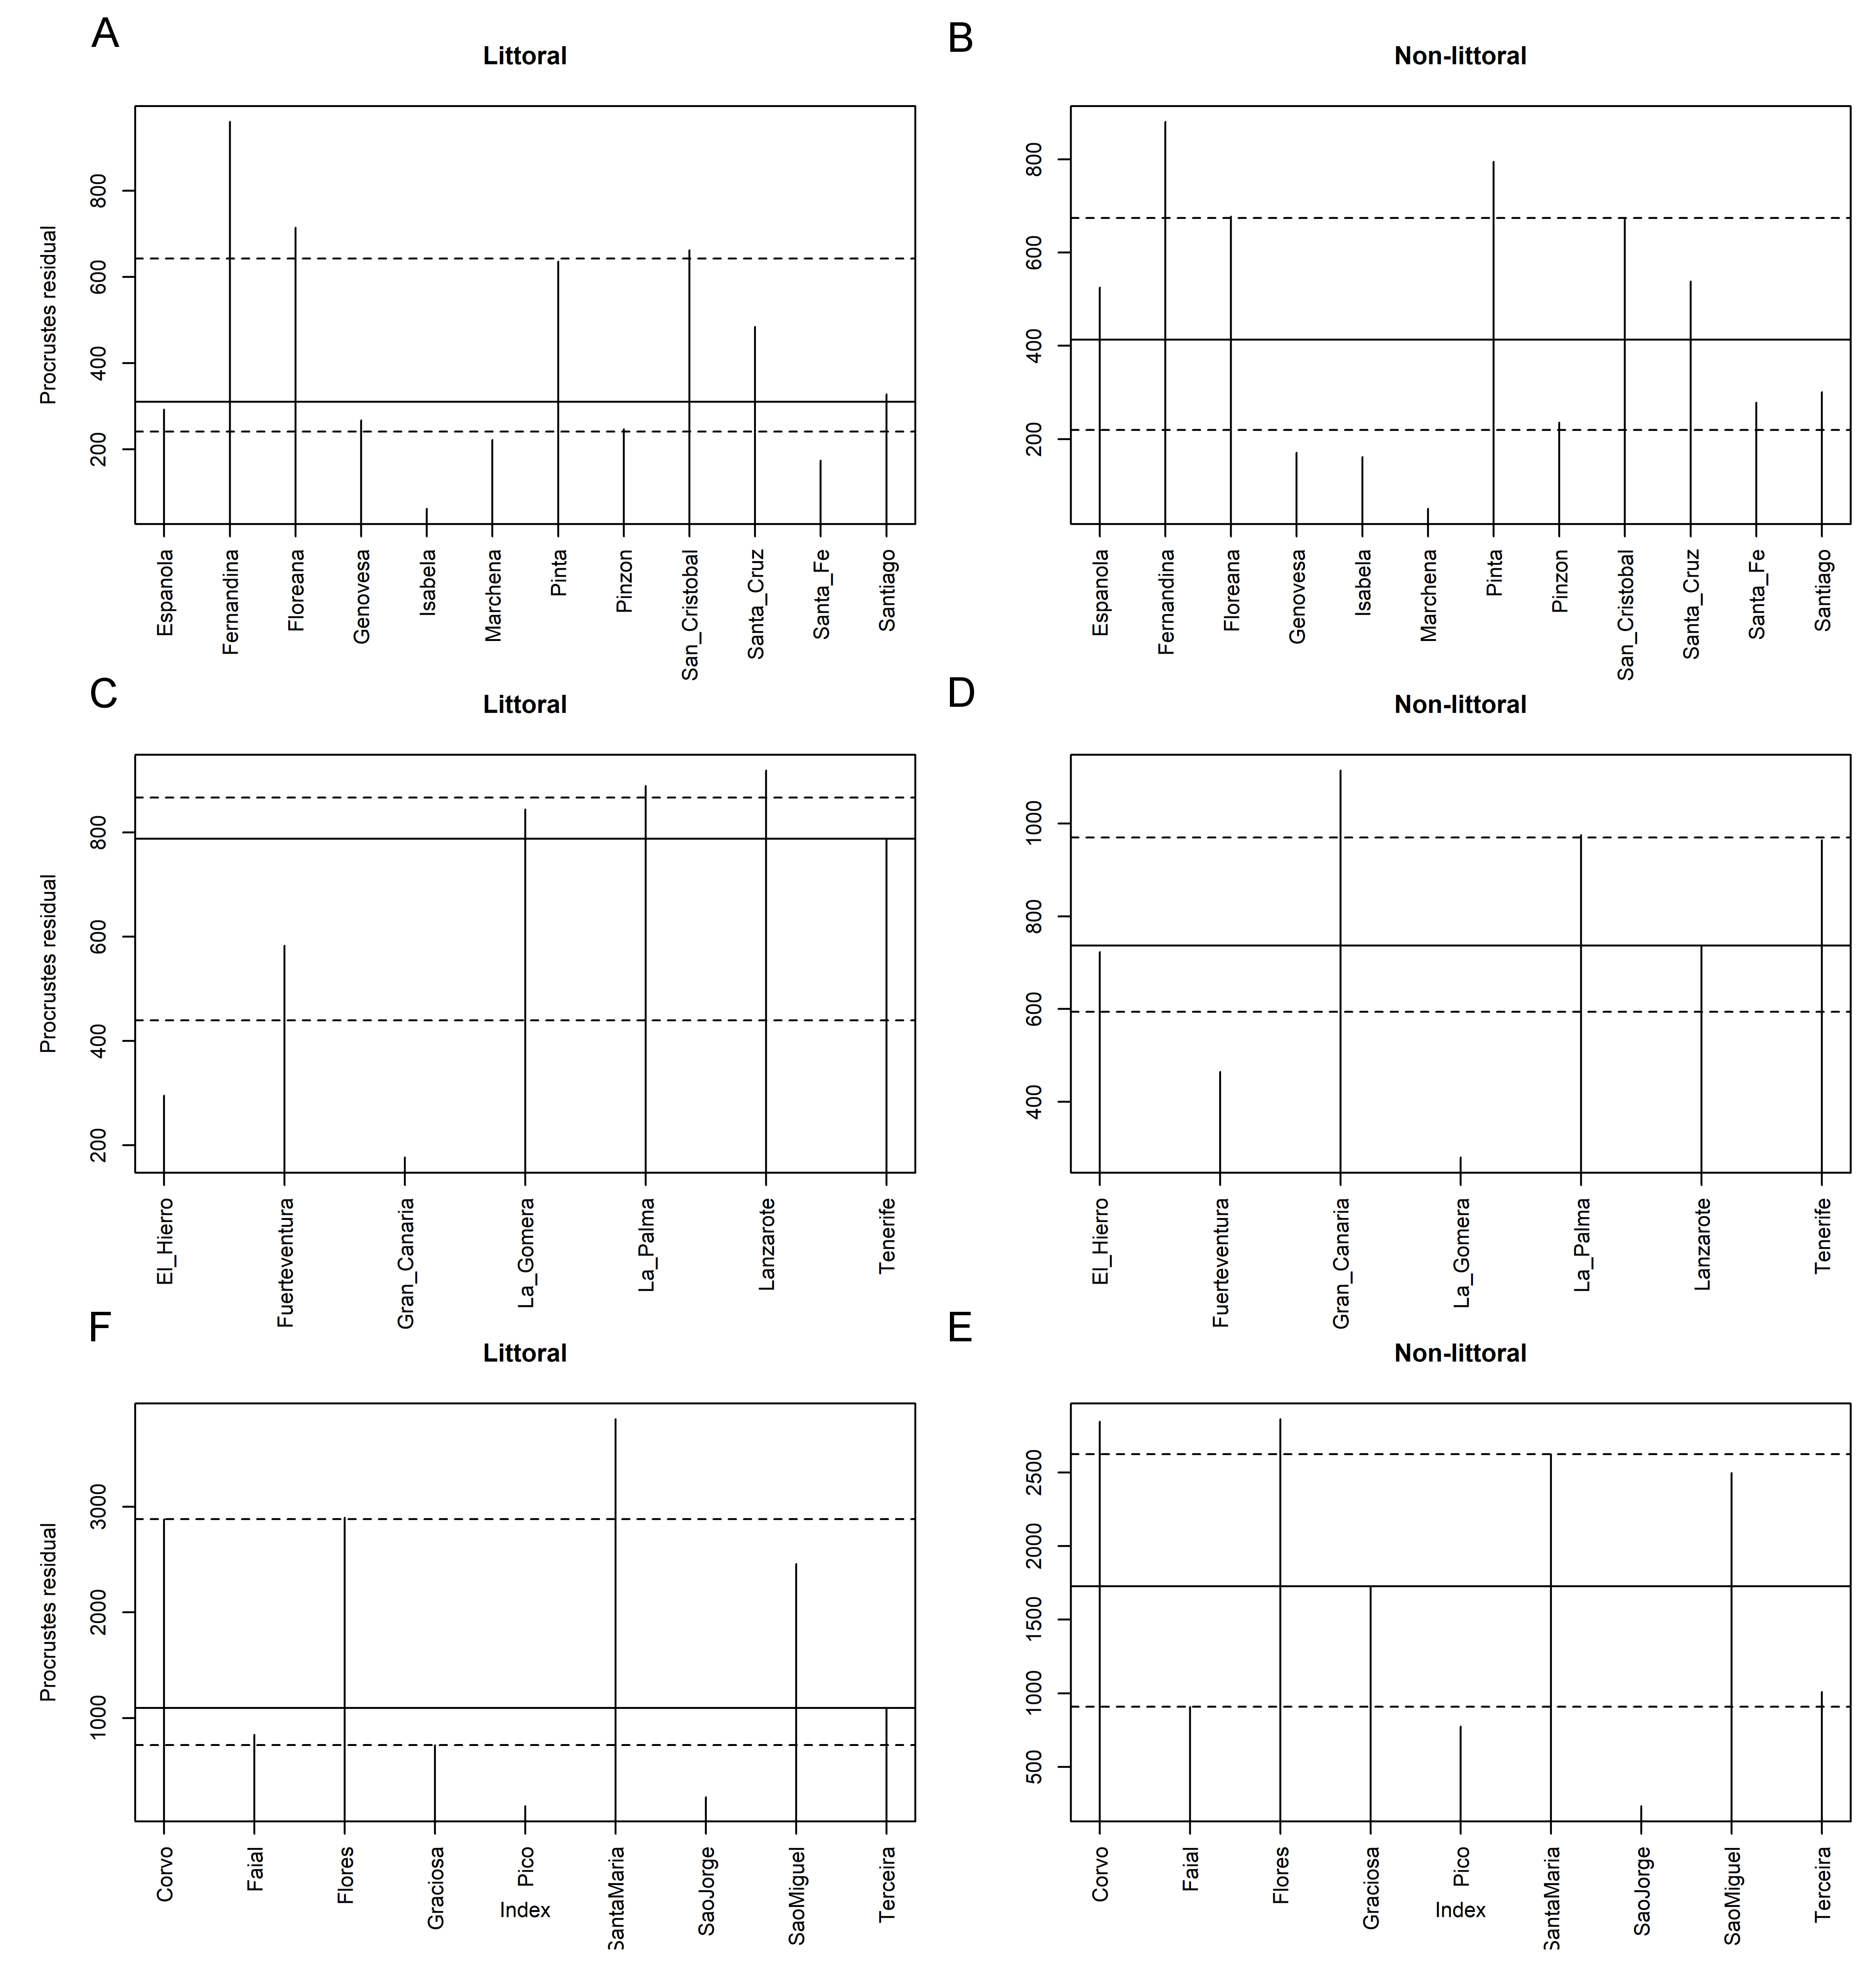 A
Littoral
Procrustes residual
200
400
600
800
Espanola
Fernandina
Floreana
Genovesa
Isabela
Marchena
Pinta
Pinzon
San_Cristobal
Santa_Cruz
Santa_Fe
Santiago
B
Non-littoral
200
400
600
800
Espanola
Fernandina
Floreana
Genovesa
Isabela
Marchena
Pinta
Pinzon
San_Cristobal
Santa_Cruz
Santa_Fe
Santiago
C
Littoral
Procrustes residual
200
400
600
800
El_Hierro
Fuerteventura
Gran_Canaria
La_Gomera
La_Palma
Lanzarote
Tenerife
D
Non-littoral
400
600
800
1000
El_Hierro
Fuerteventura
Gran_Canaria
La_Gomera
La_Palma
Lanzarote
Tenerife
F
Littoral
Procrustes residual
1000
2000
3000
Corvo
Faial
Flores
Graciosa
Pico
SantaMaria
SaoJorge
SaoMiguel
Terceira
Index
E
Non-littoral
500
1000
1500
2000
2500
Corvo
Faial
Flores
Graciosa
Pico
SantaMaria
SaoJorge
SaoMiguel
Terceira
Index